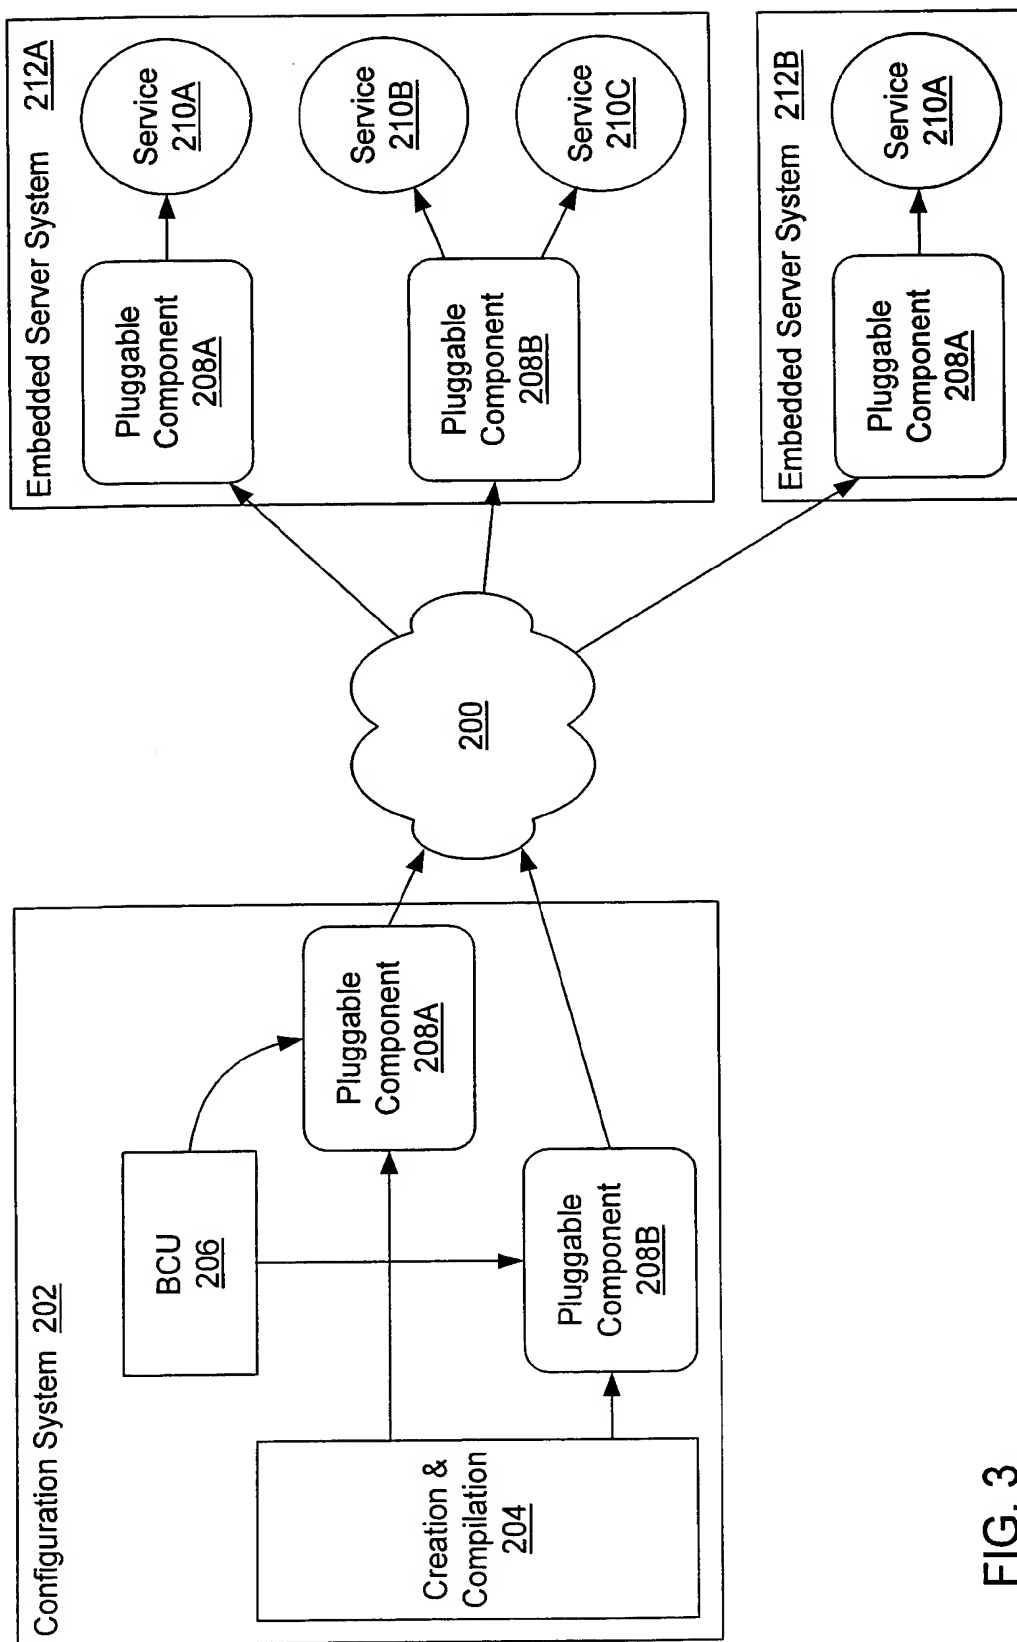 Configuration System 202
BCU
206
Creation &
Compilation
204
Pluggable
Component
208A
Pluggable
Component
208B
200
Embedded Server System 212A
Pluggable
Component
208A
Service
210A
Pluggable
Component
208B
Service
210B
Service
210C
Embedded Server System 212B
Pluggable
Component
208A
Service
210A
FIG. 3